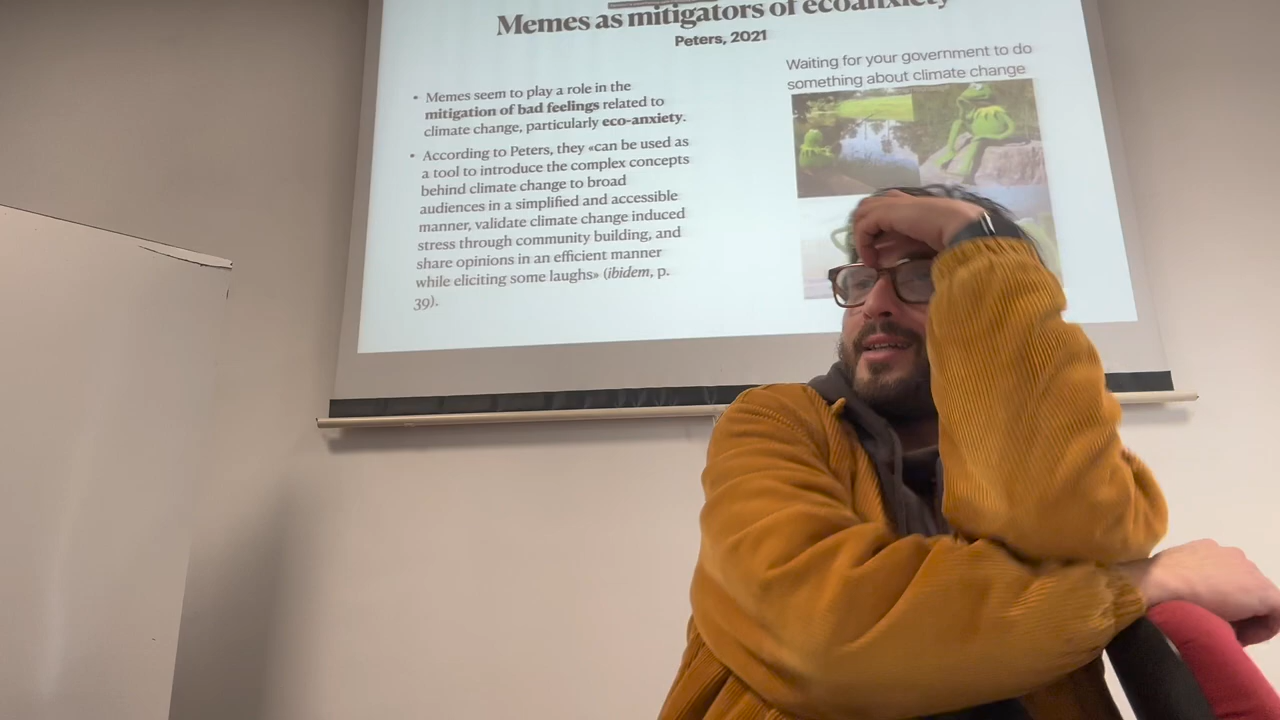 Memes as mitigators of ecoanxiety
Peters, 2021
• Memes seem to play a role in the
mitigation of bad feelings related to
climate change, particularly eco-anxiety.
• According to Peters, they «can be used as
a tool to introduce the complex concepts
behind climate change to broad
audiences in a simplified and accessible
manner, validate climate change induced
stress through community building, and
share opinions in an efficient manner
while eliciting some laughs» (ibidem, p.
39).
Waiting for your government to do
something about climate change